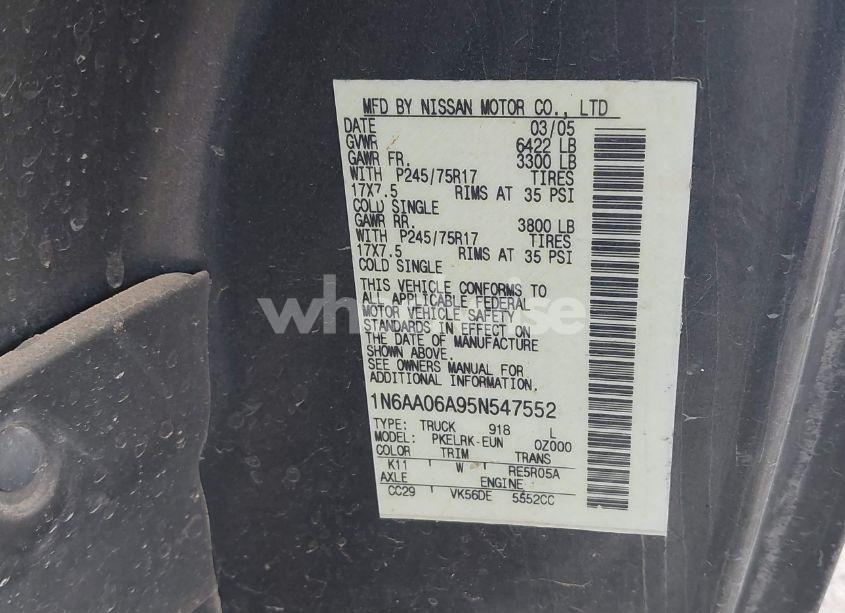 MFD BY NISSAN MOTOR CO., LTD
DATE 03/05
GVWR 6422 LB
GAWR FR. 3300 LB
WITH P245/75R17 TIRES
17X7.5 RIMS AT 35 PSI
COLD SINGLE
GAWR RR. 3800 LB
WITH P245/75R17 TIRES
17X7.5 RIMS AT 35 PSI
COLD SINGLE
THIS VEHICLE CONFORMS TO
ALL APPLICABLE FEDERAL
MOTOR VEHICLE SAFETY
STANDARDS IN EFFECT ON
THE DATE OF MANUFACTURE
SHOWN ABOVE.
SEE OWNERS MANUAL FOR
ADDITIONAL INFORMATION.
1N6AA06A95N547552
TYPE: TRUCK 918 L
MODEL: PKELRK-EUN 0Z000
COLOR TRIM TRANS
K11 W RE5R05A
AXLE ENGINE
CC29 VK56DE 5552CC